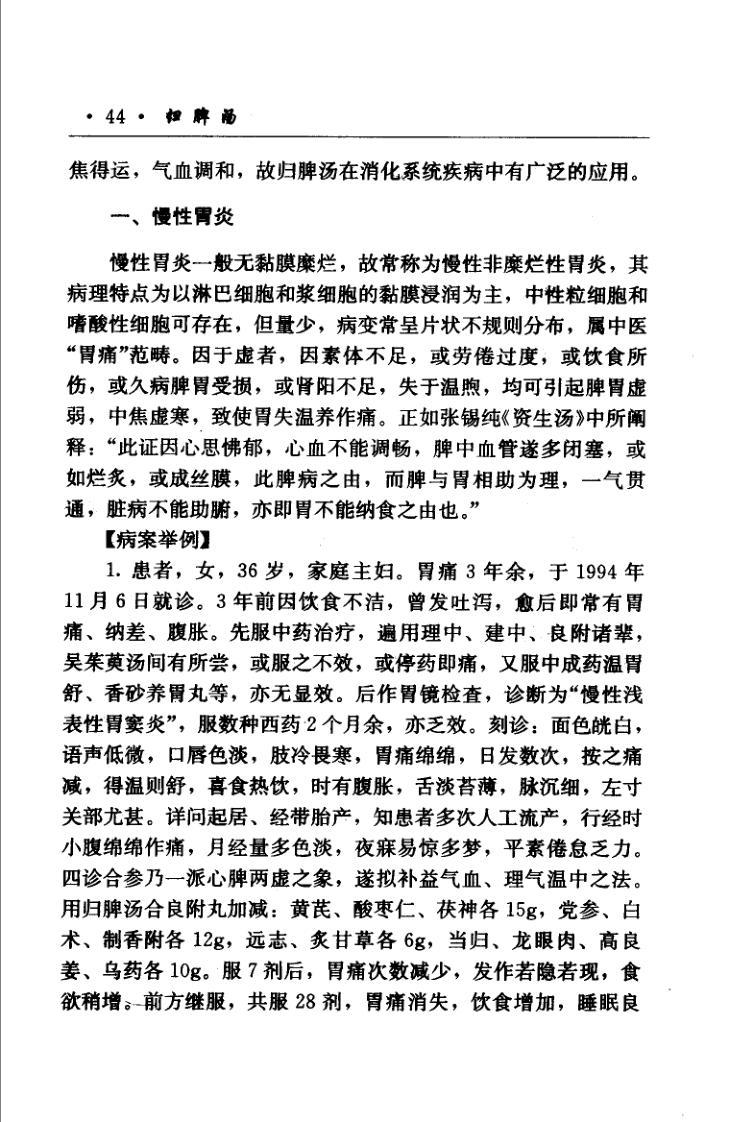 · 44 · 归脾汤
焦得运，气血调和，故归脾汤在消化系统疾病中有广泛的应用。
一、慢性胃炎
慢性胃炎一般无黏膜糜烂，故常称为慢性非糜烂性胃炎，其
病理特点为以淋巴细胞和浆细胞的黏膜浸润为主，中性粒细胞和
嗜酸性细胞可存在，但量少，病变常呈片状不规则分布，属中医
“胃痛”范畴。因于虚者，因素体不足，或劳倦过度，或饮食所
伤，或久病脾胃受损，或肾阳不足，失于温煦，均可引起脾胃虚
弱，中焦虚寒，致使胃失温养作痛。正如张锡纯《资生汤》中所阐
释：“此证因心思怫郁，心血不能调畅，脾中血管遂多闭塞，或
如烂炙，或成丝膜，此脾病之由，而脾与胃相助为理，一气贯
通，脏病不能助腑，亦即胃不能纳食之由也。”
【病案举例】
1. 患者，女，36 岁，家庭主妇。胃痛 3 年余，于 1994 年
11 月 6 日就诊。3 年前因饮食不洁，曾发吐泻，愈后即常有胃
痛、纳差、腹胀。先服中药治疗，遍用理中、建中、良附诸辈，
吴茱萸汤间有所尝，或服之不效，或停药即痛，又服中成药温胃
舒、香砂养胃丸等，亦无显效。后作胃镜检查，诊断为“慢性浅
表性胃窦炎”，服数种西药 2 个月余，亦乏效。刻诊：面色㿠白，
语声低微，口唇色淡，肢冷畏寒，胃痛绵绵，日发数次，按之痛
减，得温则舒，喜食热饮，时有腹胀，舌淡苔薄，脉沉细，左寸
关部尤甚。详问起居、经带胎产，知患者多次人工流产，行经时
小腹绵绵作痛，月经量多色淡，夜寐易惊多梦，平素倦怠乏力。
四诊合参乃一派心脾两虚之象，遂拟补益气血、理气温中之法。
用归脾汤合良附丸加减：黄芪、酸枣仁、茯神各 15g，党参、白
术、制香附各 12g，远志、炙甘草各 6g，当归、龙眼肉、高良
姜、乌药各 10g。服 7 剂后，胃痛次数减少，发作若隐若现，食
欲稍增。前方继服，共服 28 剂，胃痛消失，饮食增加，睡眠良